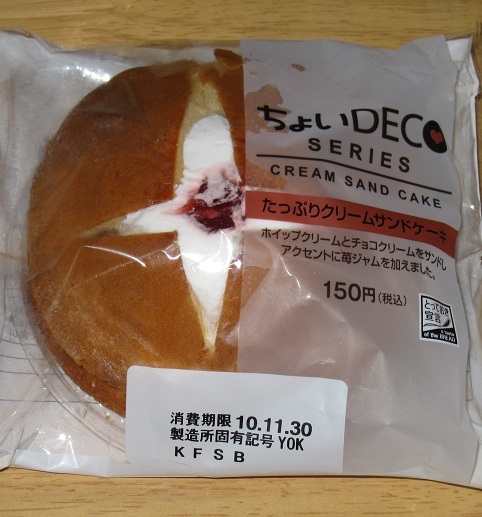 ちょいDECO
SERIES
CREAM SAND CAKE
たっぷりクリームサンドケーキ
ホイップクリームとチョコクリームをサンドし
アクセントに苺ジャムを加えました。
150円(税込)
とっておき
宣言
a taste
of the BREAD
消費期限 10.11.30
製造所固有記号 YOK
KFSB